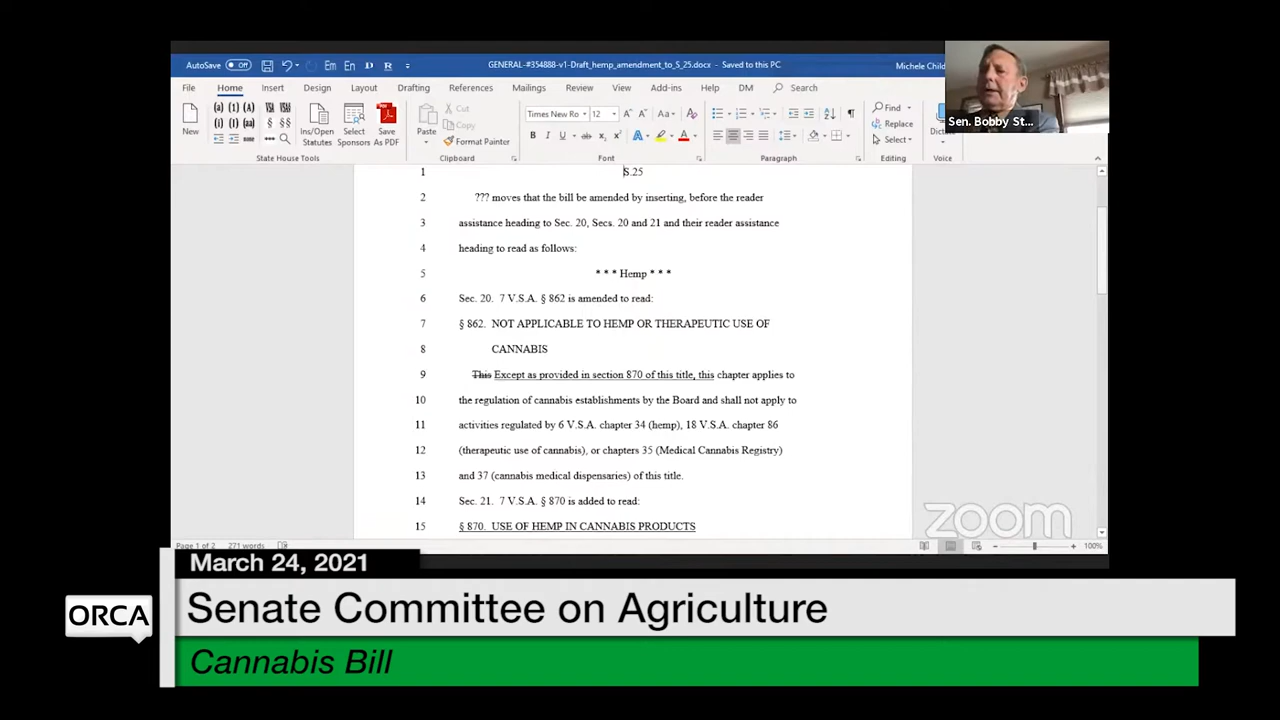 AutoSave Off
GENERAL-#354888-v1-Draft_hemp_amendment_to_S_25.docx - Saved to this PC
Michele Child
File Home Insert Design Layout Drafting References Mailings Review View Add-ins Help DM Search
New
Ins/Open Statutes
Select Sponsors
Save As PDF
State House Tools
Paste
Cut
Copy
Format Painter
Clipboard
Times New Ro 12
Font
Paragraph
Find
Replace
Select
Editing
Voice
Sen. Bobby St...
1 S.25
2 ??? moves that the bill be amended by inserting, before the reader
3 assistance heading to Sec. 20, Secs. 20 and 21 and their reader assistance
4 heading to read as follows:
5 * * * Hemp * * *
6 Sec. 20. 7 V.S.A. § 862 is amended to read:
7 § 862. NOT APPLICABLE TO HEMP OR THERAPEUTIC USE OF
8 CANNABIS
9 This Except as provided in section 870 of this title, this chapter applies to
10 the regulation of cannabis establishments by the Board and shall not apply to
11 activities regulated by 6 V.S.A. chapter 34 (hemp), 18 V.S.A. chapter 86
12 (therapeutic use of cannabis), or chapters 35 (Medical Cannabis Registry)
13 and 37 (cannabis medical dispensaries) of this title.
14 Sec. 21. 7 V.S.A. § 870 is added to read:
15 § 870. USE OF HEMP IN CANNABIS PRODUCTS
zoom
Page 1 of 2 271 words
100%
March 24, 2021
ORCA
Senate Committee on Agriculture
Cannabis Bill